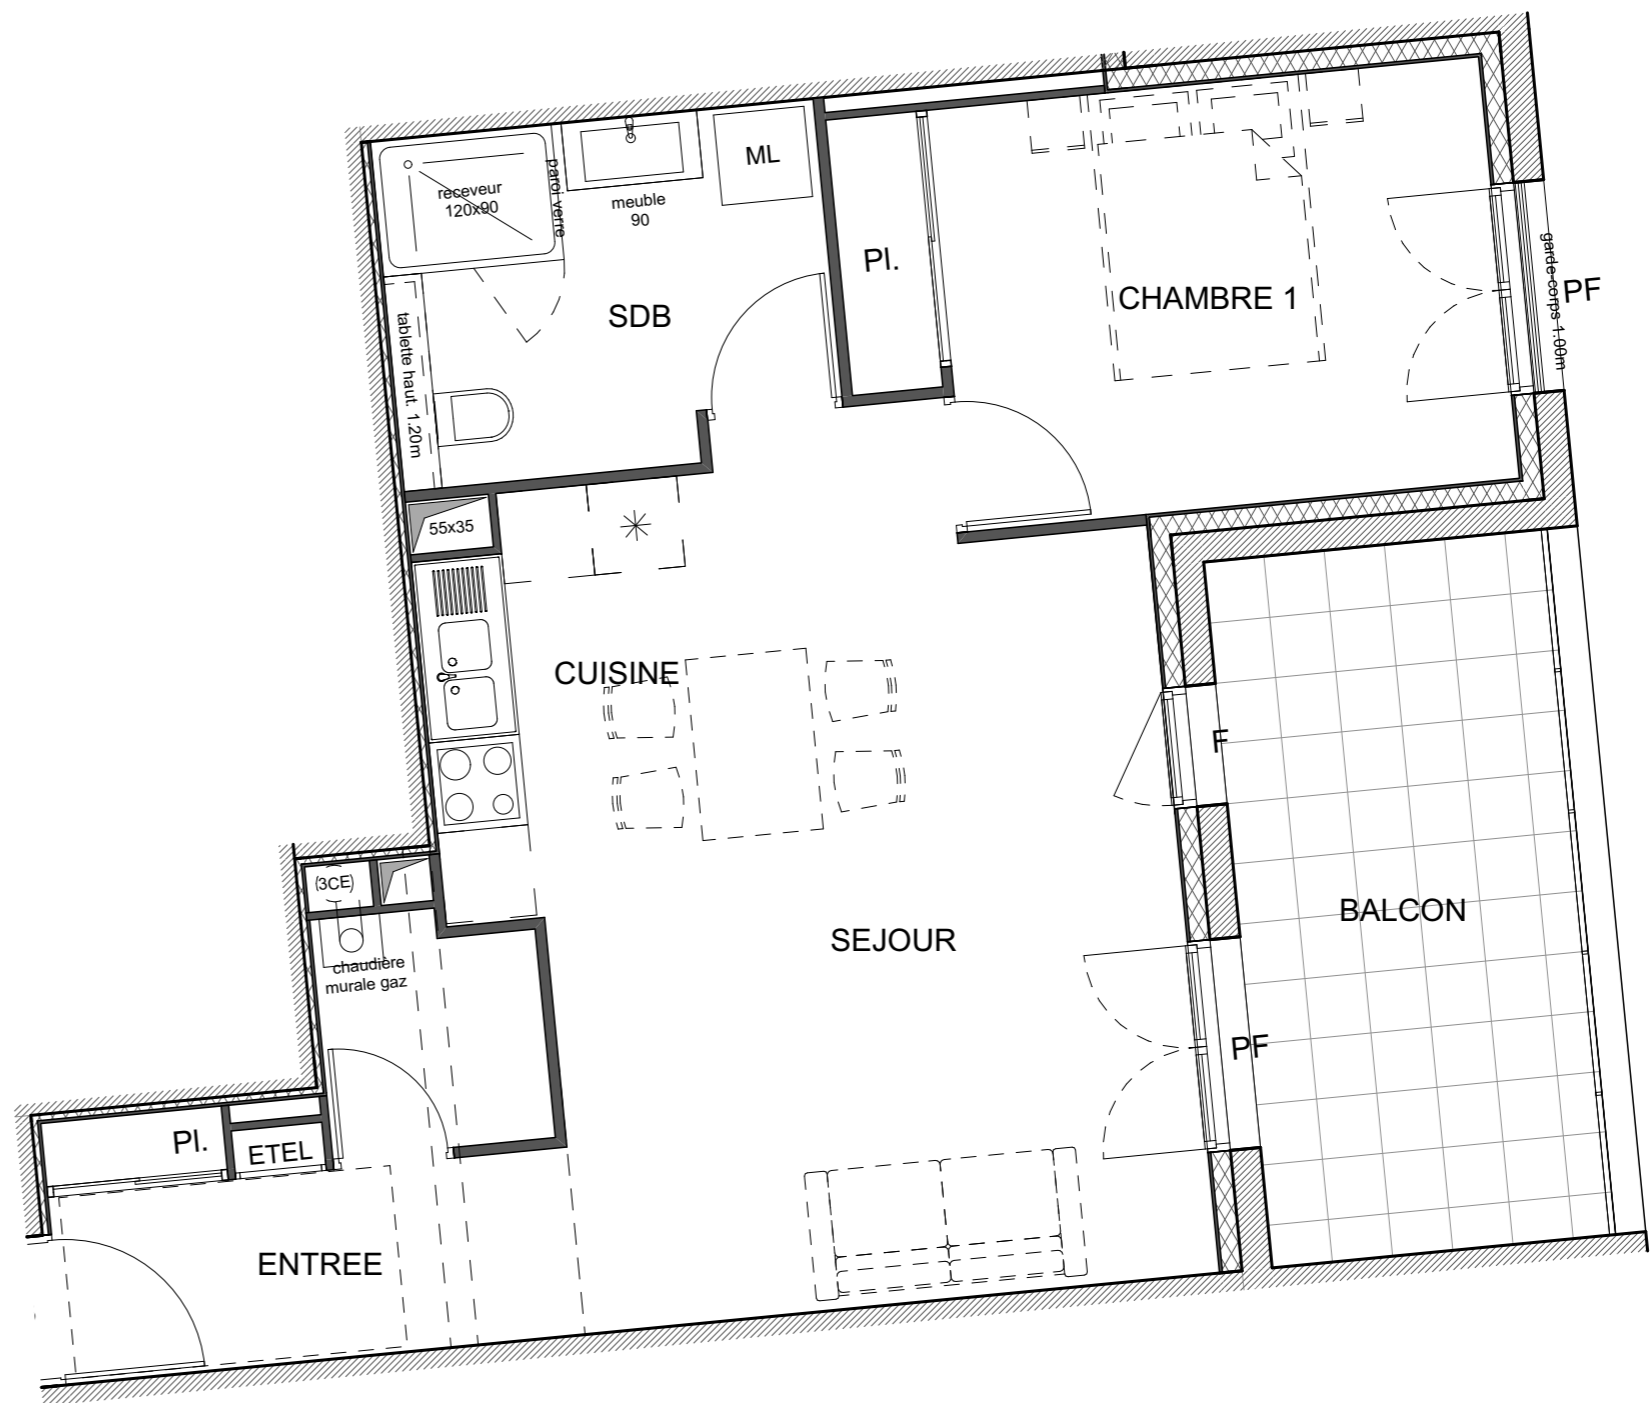 ML
receveur
120x90
paroi verre
meuble
90
Pl.
CHAMBRE 1
PF
garde-corps 1.00m
SDB
tablette haut. 1.20m
55x35
CUISINE
F
(3CE)
BALCON
SEJOUR
chaudière
murale gaz
PF
Pl.
ETEL
ENTREE